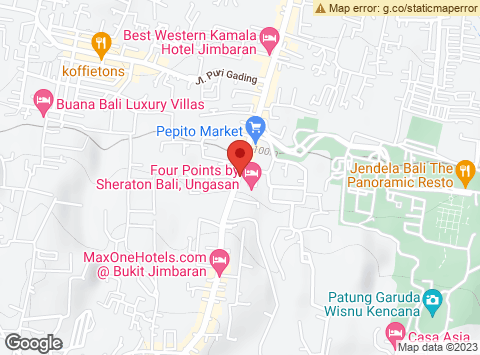 Map error: g.co/staticmaperror
Best Western Kamala
Hotel Jimbaran
koffietons
Jl. Puri Gading
Buana Bali Luxury Villas
Pepito Market
100
Four Points by
Sheraton Bali, Ungasan
Jendela Bali The
Panoramic Resto
MaxOneHotels.com
@ Bukit Jimbaran
Patung Garuda
Wisnu Kencana
Casa Asia
Google
Map data ©2023